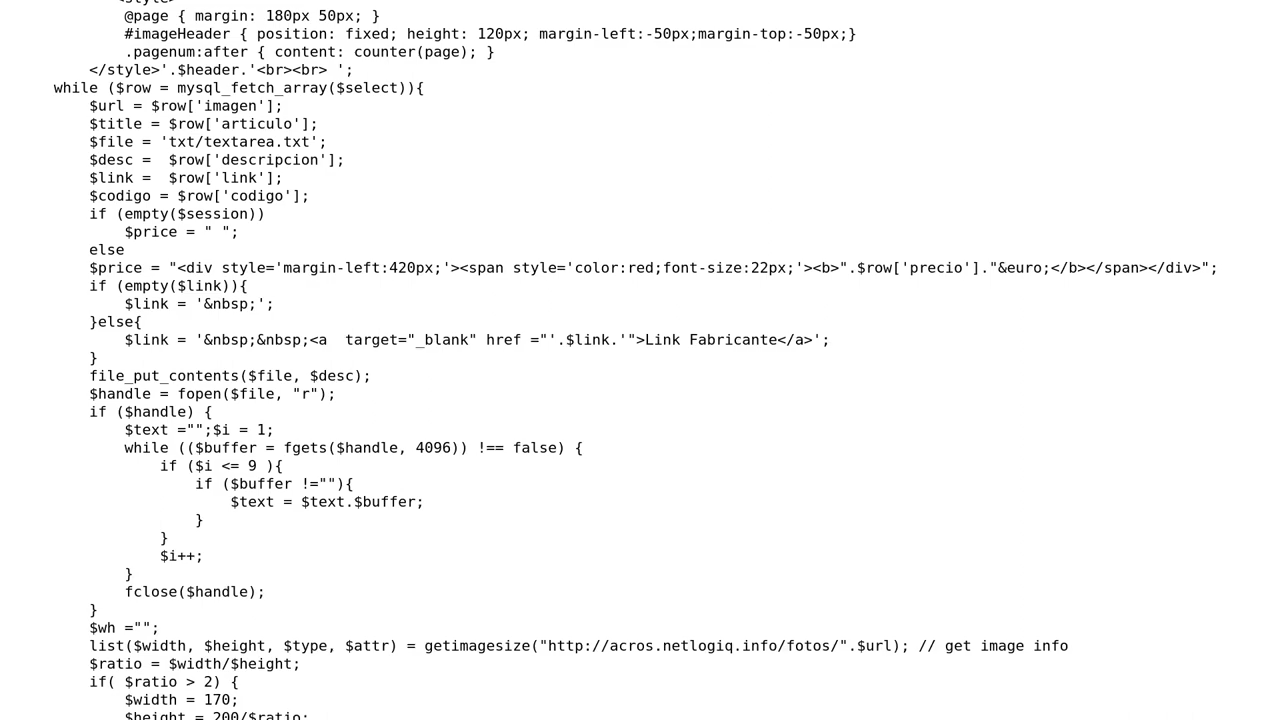 <style>
@page { margin: 180px 50px; }
#imageHeader { position: fixed; height: 120px; margin-left:-50px;margin-top:-50px;}
.pagenum:after { content: counter(page); }
</style>'.$header.'<br><br> ';
while ($row = mysql_fetch_array($select)){
$url = $row['imagen'];
$title = $row['articulo'];
$file = 'txt/textarea.txt';
$desc =  $row['descripcion'];
$link =  $row['link'];
$codigo = $row['codigo'];
if (empty($session))
$price = " ";
else
$price = "<div style='margin-left:420px;'><span style='color:red;font-size:22px;'><b>".$row['precio']."&euro;</b></span></div>";
if (empty($link)){
$link = '&nbsp;';
}else{
$link = '&nbsp;&nbsp;<a  target="_blank" href ="'.$link.'">Link Fabricante</a>';
}
file_put_contents($file, $desc);
$handle = fopen($file, "r");
if ($handle) {
$text ="";$i = 1;
while (($buffer = fgets($handle, 4096)) !== false) {
if ($i <= 9 ){
if ($buffer !=""){
$text = $text.$buffer;
}
}
$i++;
}
fclose($handle);
}
$wh ="";
list($width, $height, $type, $attr) = getimagesize("http://acros.netlogiq.info/fotos/".$url); // get image info
$ratio = $width/$height;
if( $ratio > 2) {
$width = 170;
$height = 200/$ratio;